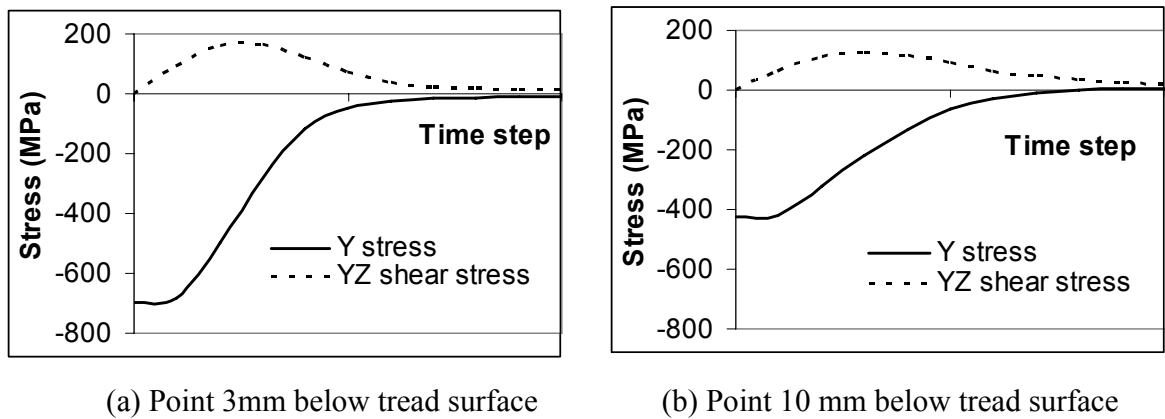 200
0
-200
-400
-600
-800
Stress (MPa)
Time step
Y stress
YZ shear stress
200
0
-200
-400
-600
-800
Stress (MPa)
Time step
Y stress
YZ shear stress
(a) Point 3mm below tread surface
(b) Point 10 mm below tread surface